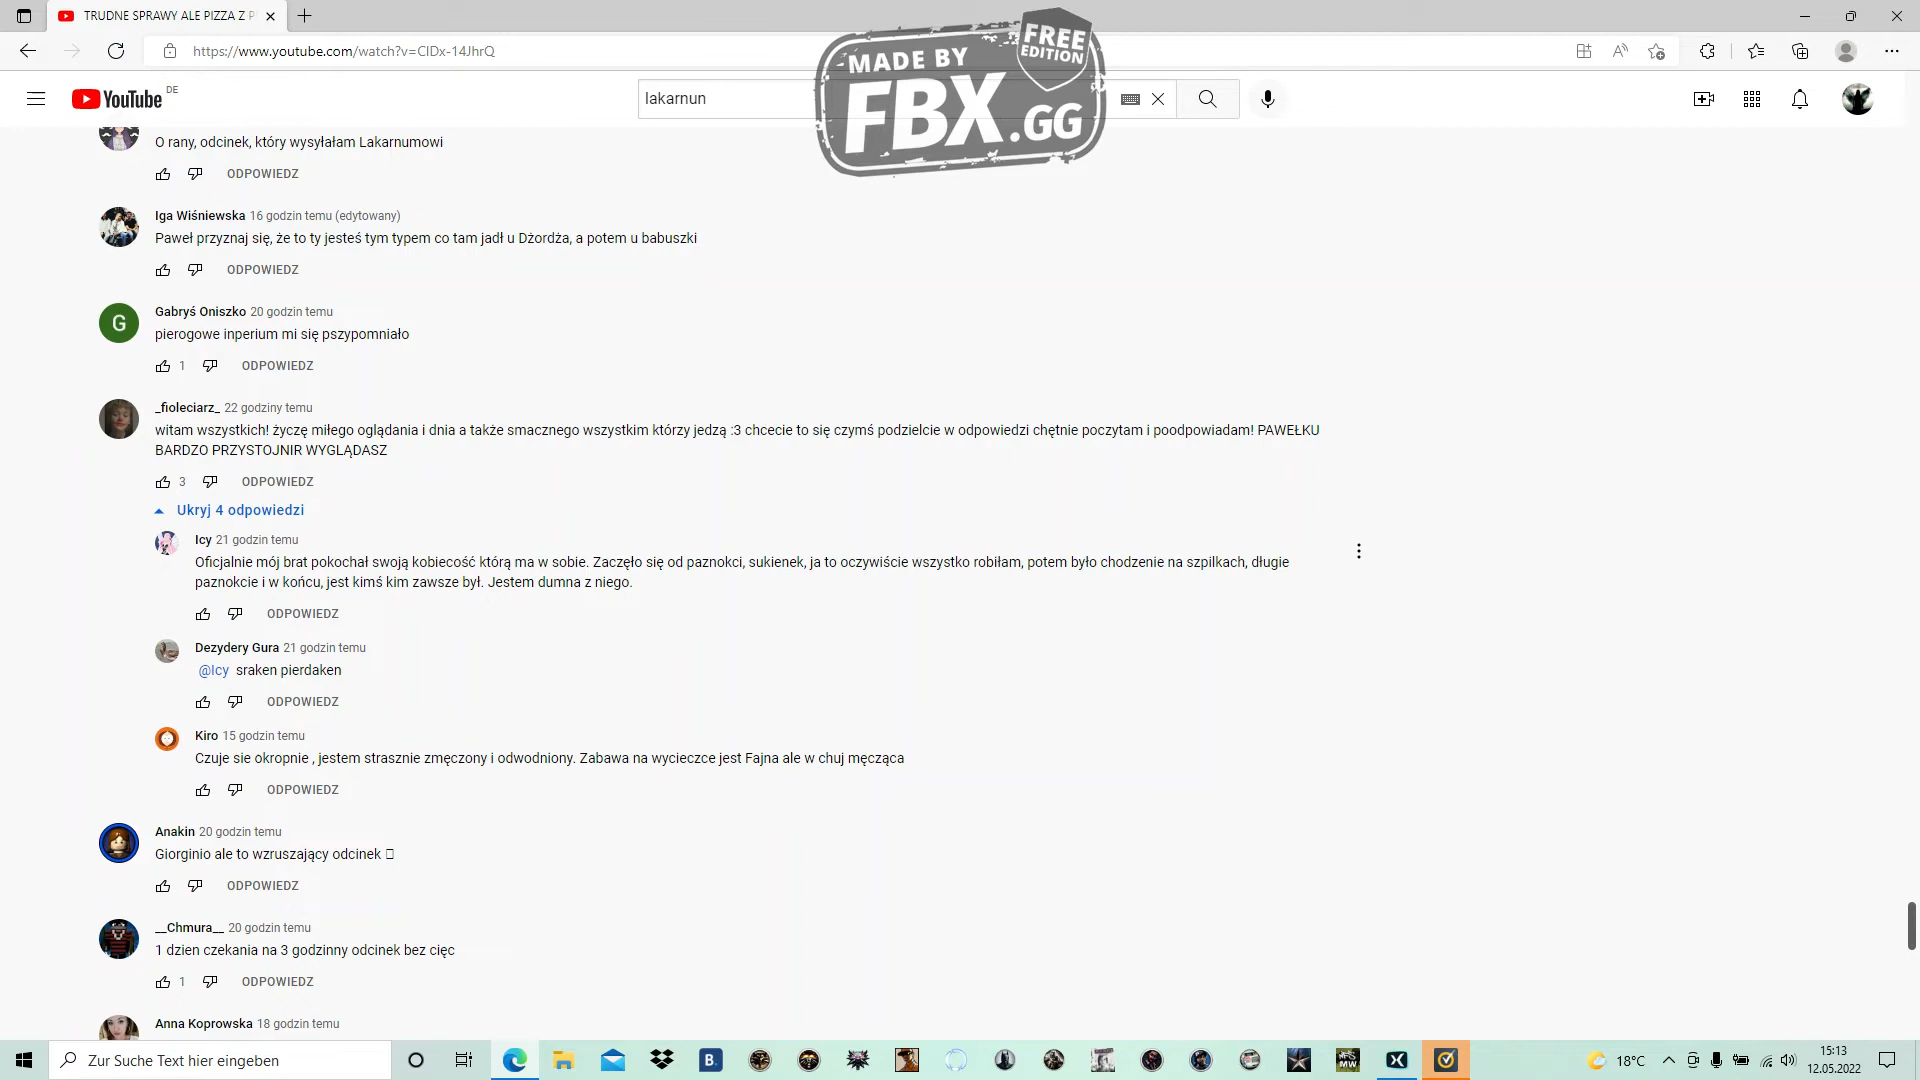 TRUDNE SPRAWY ALE PIZZA Z P
https://www.youtube.com/watch?v=CIDx-14JhrQ
MADE BY
FREE
EDITION
FBX.GG
YouTube DE
lakarnun
O rany, odcinek, który wysyłałam Lakarnumowi
ODPOWIEDZ
Iga Wiśniewska 16 godzin temu (edytowany)
Paweł przyznaj się, że to ty jesteś tym typem co tam jadł u Dżordża, a potem u babuszki
ODPOWIEDZ
G
Gabryś Oniszko 20 godzin temu
pierogowe inperium mi się pszypomniało
1 ODPOWIEDZ
_fioleciarz_ 22 godziny temu
witam wszystkich! życzę miłego oglądania i dnia a także smacznego wszystkim którzy jedzą :3 chcecie to się czymś podzielcie w odpowiedzi chętnie poczytam i poodpowiadam! PAWEŁKU
BARDZO PRZYSTOJNIR WYGLĄDASZ
3 ODPOWIEDZ
Ukryj 4 odpowiedzi
Icy 21 godzin temu
Oficjalnie mój brat pokochał swoją kobiecość którą ma w sobie. Zaczęło się od paznokci, sukienek, ja to oczywiście wszystko robiłam, potem było chodzenie na szpilkach, długie
paznokcie i w końcu, jest kimś kim zawsze był. Jestem dumna z niego.
ODPOWIEDZ
Dezydery Gura 21 godzin temu
@Icy sraken pierdaken
ODPOWIEDZ
Kiro 15 godzin temu
Czuje sie okropnie , jestem strasznie zmęczony i odwodniony. Zabawa na wycieczce jest Fajna ale w chuj męcząca
ODPOWIEDZ
Anakin 20 godzin temu
Giorginio ale to wzruszający odcinek
ODPOWIEDZ
__Chmura__ 20 godzin temu
1 dzien czekania na 3 godzinny odcinek bez cięc
1 ODPOWIEDZ
Anna Koprowska 18 godzin temu
Zur Suche Text hier eingeben
B.
MW
18°C
15:13
12.05.2022